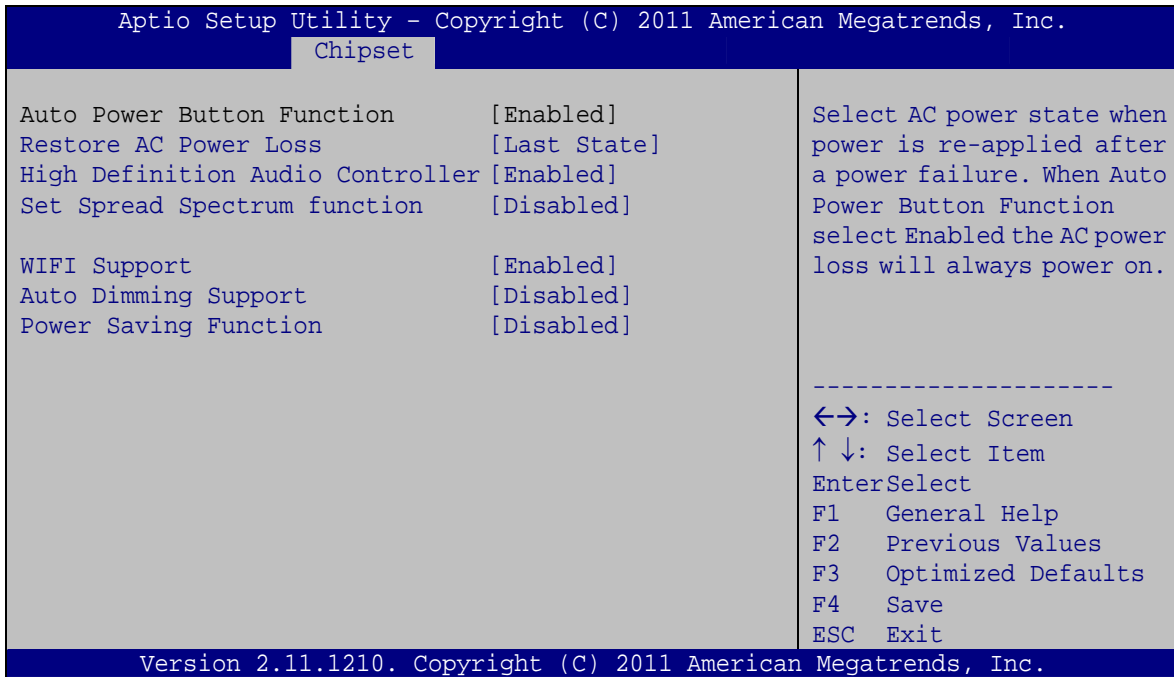 Aptio Setup Utility – Copyright (C) 2011 American Megatrends, Inc.
Chipset
Auto Power Button Function [Enabled]
Restore AC Power Loss [Last State]
High Definition Audio Controller [Enabled]
Set Spread Spectrum function [Disabled]
WIFI Support [Enabled]
Auto Dimming Support [Disabled]
Power Saving Function [Disabled]
Select AC power state when
power is re-applied after
a power failure. When Auto
Power Button Function
select Enabled the AC power
loss will always power on.
---------------------
←→: Select Screen
↑ ↓: Select Item
EnterSelect
F1 General Help
F2 Previous Values
F3 Optimized Defaults
F4 Save
ESC Exit
Version 2.11.1210. Copyright (C) 2011 American Megatrends, Inc.